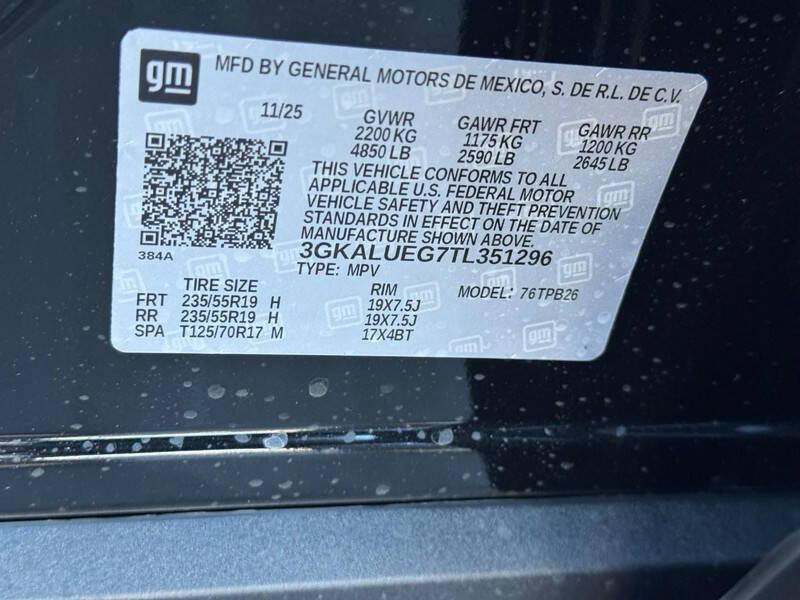 gm MFD BY GENERAL MOTORS DE MEXICO, S. DE R.L. DE C.V.
11/25 GVWR GAWR FRT GAWR RR
2200 KG 1175 KG 1200 KG
4850 LB 2590 LB 2645 LB
THIS VEHICLE CONFORMS TO ALL
APPLICABLE U.S. FEDERAL MOTOR
VEHICLE SAFETY AND THEFT PREVENTION
STANDARDS IN EFFECT ON THE DATE OF
MANUFACTURE SHOWN ABOVE.
384A
3GKALUEG7TL351296
TYPE: MPV
TIRE SIZE RIM MODEL: 76TPB26
FRT 235/55R19 H 19X7.5J
RR 235/55R19 H 19X7.5J
SPA T125/70R17 M 17X4BT